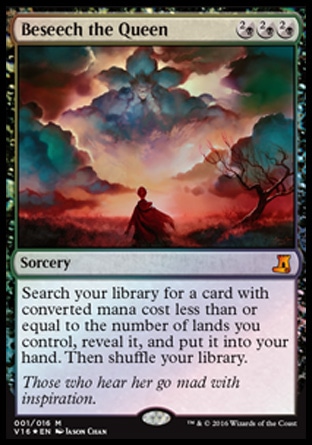 Beseech the Queen
Sorcery
Search your library for a card with
converted mana cost less than or
equal to the number of lands you
control, reveal it, and put it into
your hand. Then shuffle your library.
Those who hear her go mad with
inspiration.
001/016 M
V16 EN Jason Chan
™ & © 2016 Wizards of the Coast